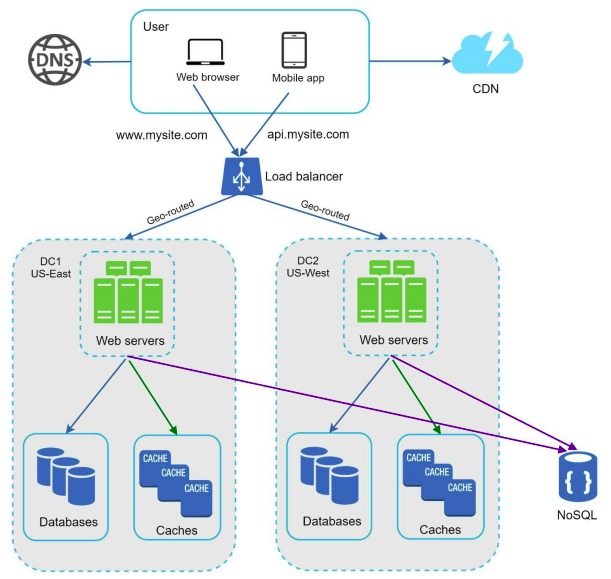 User
DNS
Web browser
Mobile app
CDN
www.mysite.com
api.mysite.com
Load balancer
Geo-routed
Geo-routed
DC1
US-East
Web servers
DC2
US-West
Web servers
Databases
CACHE
CACHE
CACHE
Caches
Databases
CACHE
CACHE
CACHE
Caches
{ }
NoSQL